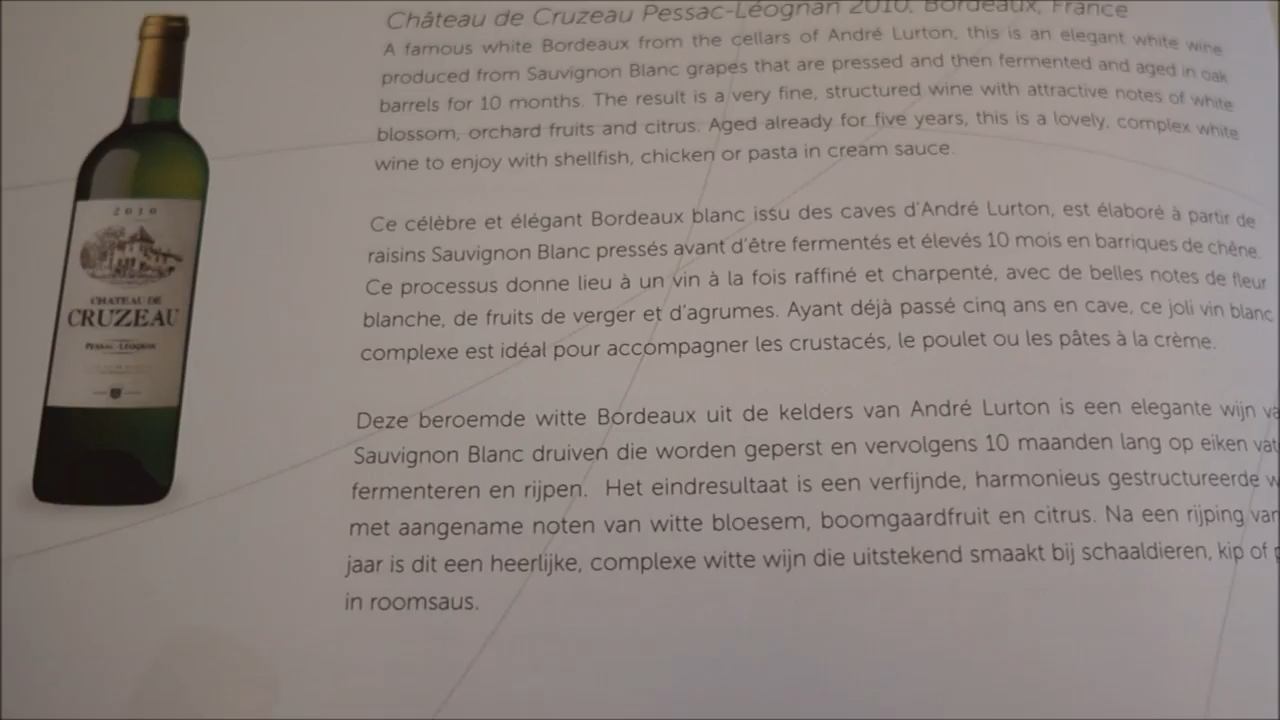 Château de Cruzeau Pessac-Léognan 2010, Bordeaux, France
A famous white Bordeaux from the cellars of André Lurton, this is an elegant white wine
produced from Sauvignon Blanc grapes that are pressed and then fermented and aged in oak
barrels for 10 months. The result is a very fine, structured wine with attractive notes of white
blossom, orchard fruits and citrus. Aged already for five years, this is a lovely, complex white
wine to enjoy with shellfish, chicken or pasta in cream sauce.
Ce célèbre et élégant Bordeaux blanc issu des caves d'André Lurton, est élaboré à partir de
raisins Sauvignon Blanc pressés avant d'être fermentés et élevés 10 mois en barriques de chêne.
Ce processus donne lieu à un vin à la fois raffiné et charpenté, avec de belles notes de fleur
blanche, de fruits de verger et d'agrumes. Ayant déjà passé cinq ans en cave, ce joli vin blanc
complexe est idéal pour accompagner les crustacés, le poulet ou les pâtes à la crème.
Deze beroemde witte Bordeaux uit de kelders van André Lurton is een elegante wijn
Sauvignon Blanc druiven die worden geperst en vervolgens 10 maanden lang op eiken
fermenteren en rijpen. Het eindresultaat is een verfijnde, harmonieus gestructureerde
met aangename noten van witte bloesem, boomgaardfruit en citrus. Na een rijping van
jaar is dit een heerlijke, complexe witte wijn die uitstekend smaakt bij schaaldieren, kip of
in roomsaus.
2010
CHATEAU DE
CRUZEAU
PESSAC-LÉOGNAN